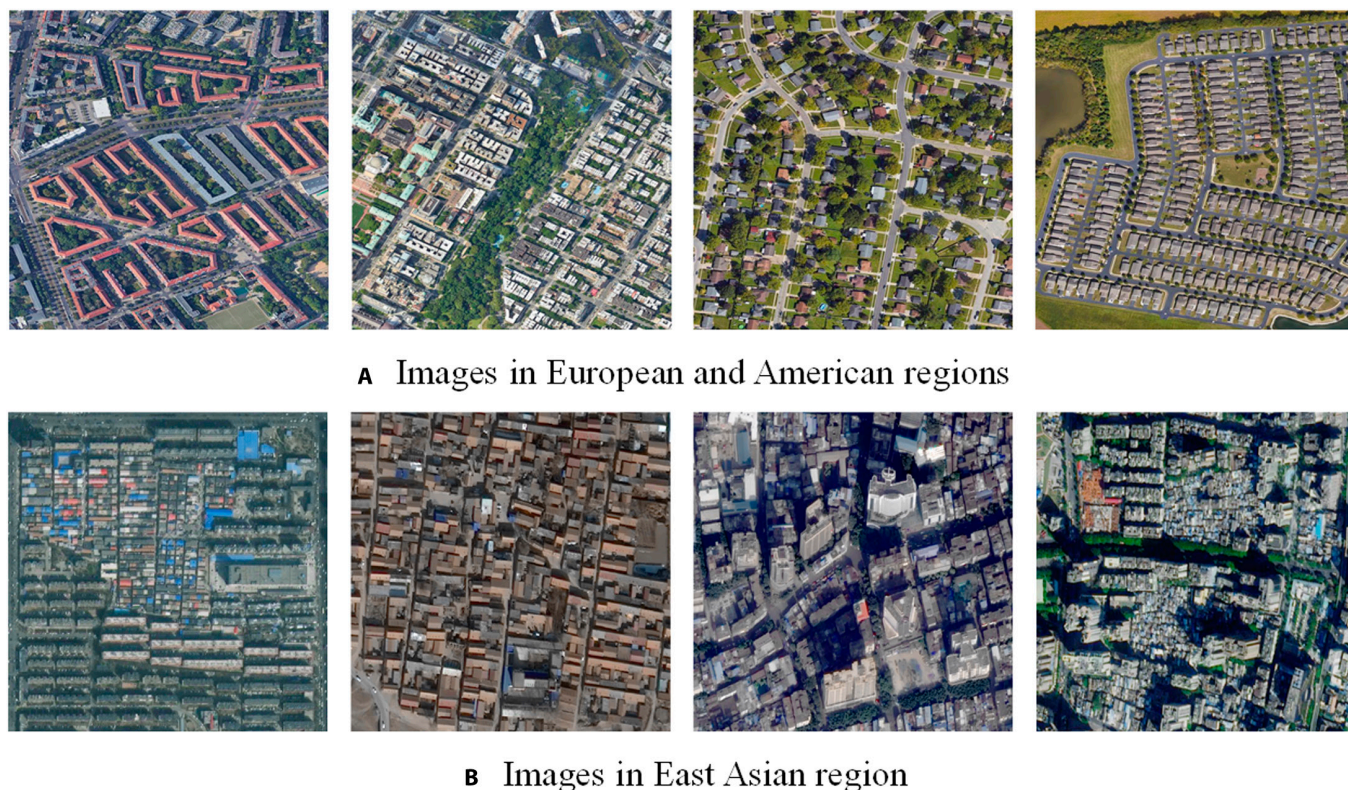 A Images in European and American regions
B Images in East Asian region